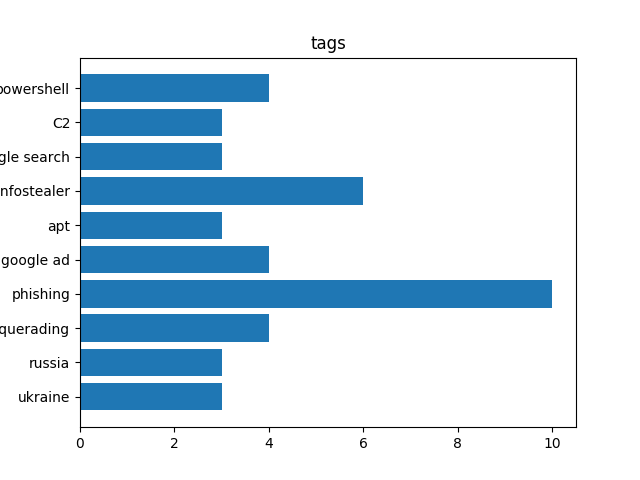 tags
powershell
C2
gle search
nfostealer
apt
google ad
phishing
querading
russia
ukraine
0 2 4 6 8 10